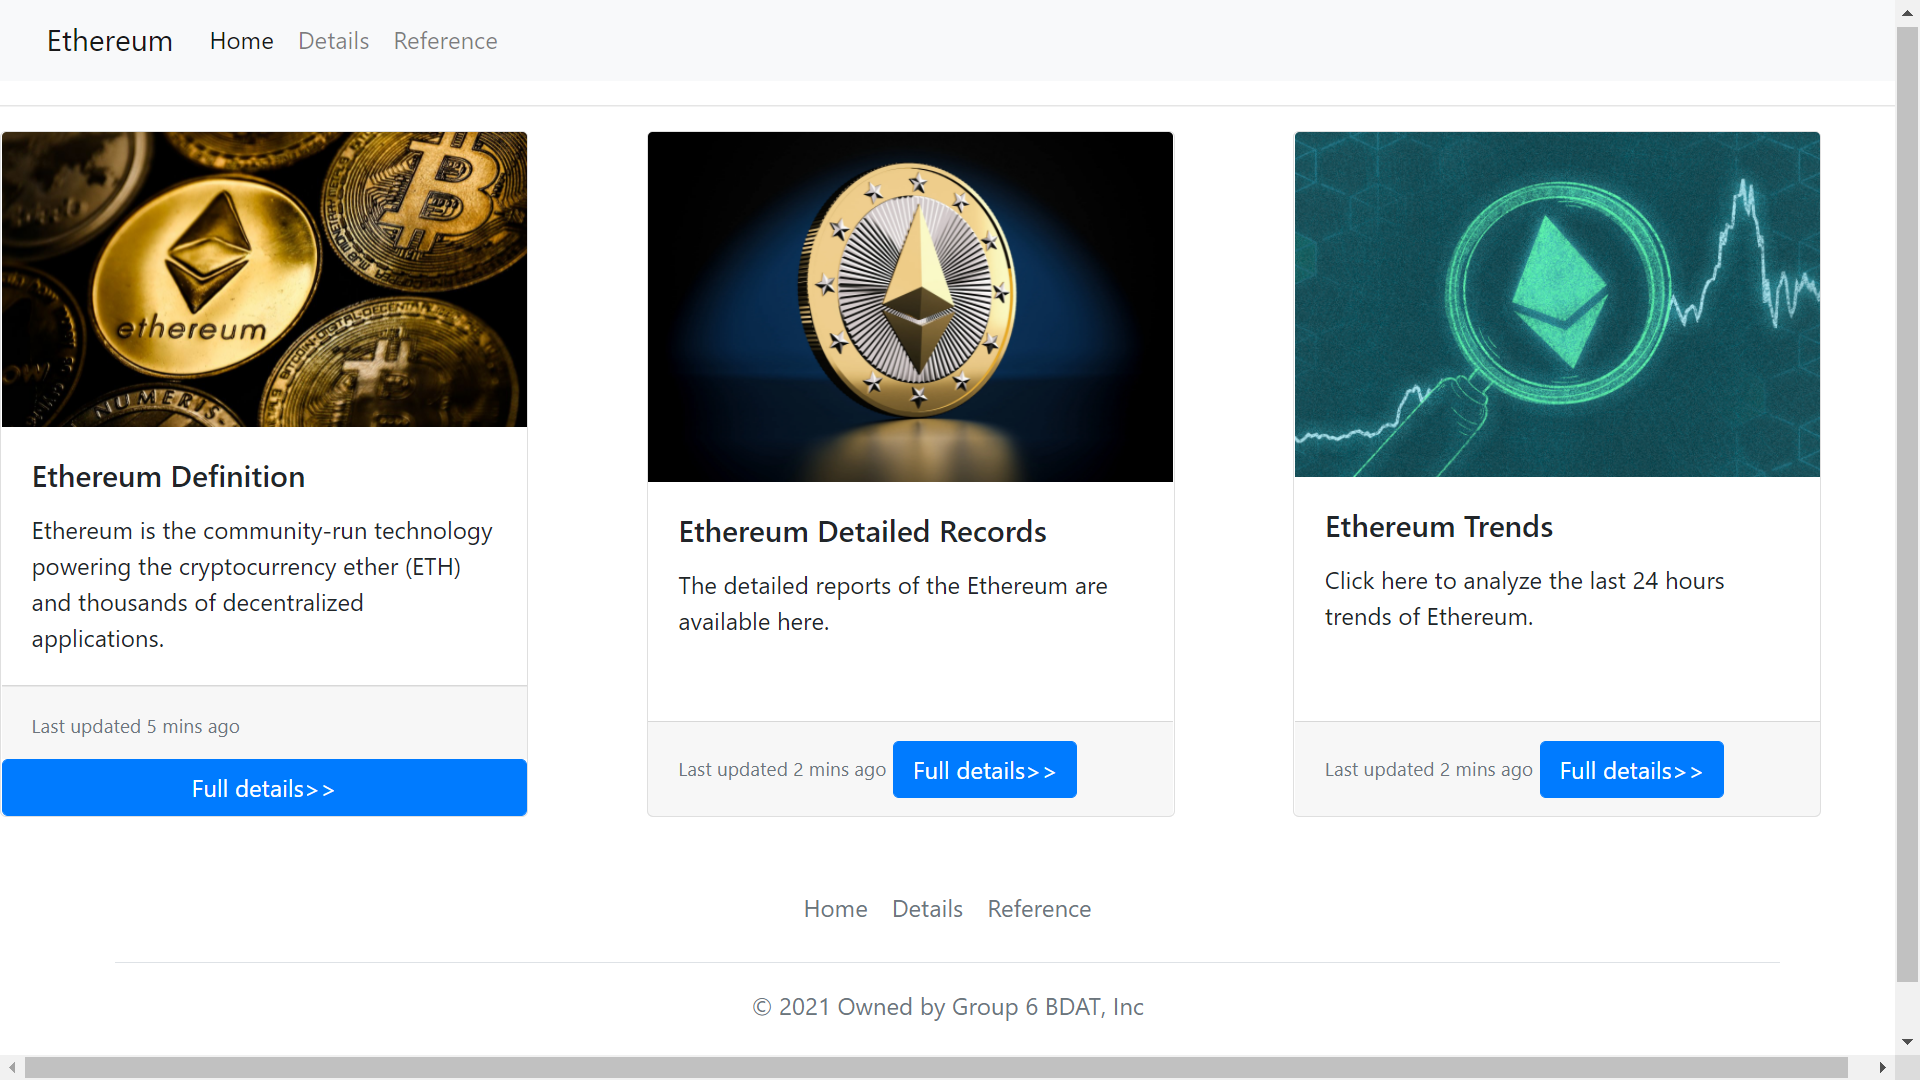 Ethereum Home Details Reference
ethereum
NUMERIS
Ethereum Definition
Ethereum is the community-run technology
powering the cryptocurrency ether (ETH)
and thousands of decentralized
applications.
Last updated 5 mins ago
Full details>>
Ethereum Detailed Records
The detailed reports of the Ethereum are
available here.
Last updated 2 mins ago Full details>>
Ethereum Trends
Click here to analyze the last 24 hours
trends of Ethereum.
Last updated 2 mins ago Full details>>
Home Details Reference
© 2021 Owned by Group 6 BDAT, Inc